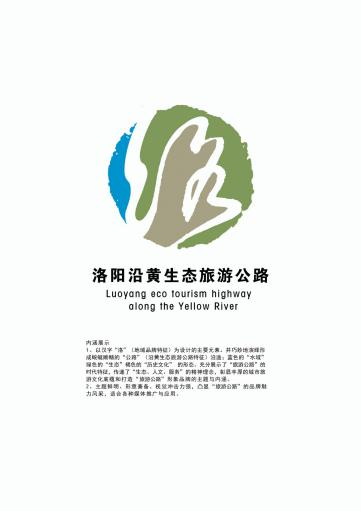 洛
洛阳沿黄生态旅游公路
Luoyang eco tourism highway
along the Yellow River
内涵展示
1、以汉字“洛”（地域品牌特征）为设计的主要元素，并巧妙地演绎形
成蜿蜒顺畅的“公路”（沿黄生态旅游公路特征）沿途；蓝色的“水域”
绿色的“生态”褐色的“历史文化” 的形态，充分展示了“旅游公路”的
时代特征，传递了“生态、人文、服务”的精神理念，彰显丰厚的城市旅
游文化底蕴和打造“旅游公路”形象品牌的主题与内涵。
2、主题鲜明、形意兼备、视觉冲击力强，凸显“旅游公路”的品牌魅
力风采，适合各种媒体推广与应用。